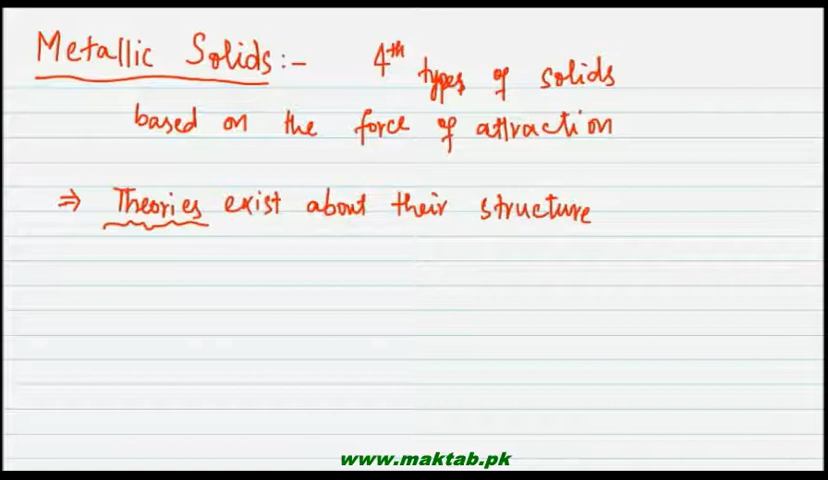 Metallic Solids :- 4th types of solids
based on the force of attraction
⇒ Theories exist about their structure
www.maktab.pk